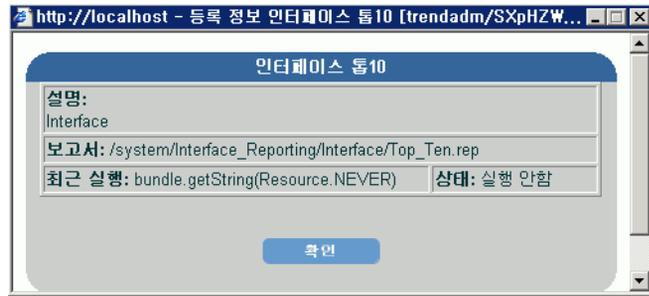 http://localhost - 등록 정보 인터페이스 톱10 [trendadm/SXpHZW...
인터페이스 톱10
설명:
Interface
보고서: /system/Interface_Reporting/Interface/Top_Ten.rep
최근 실행: bundle.getString(Resource.NEVER) 상태: 실행 안함
확인